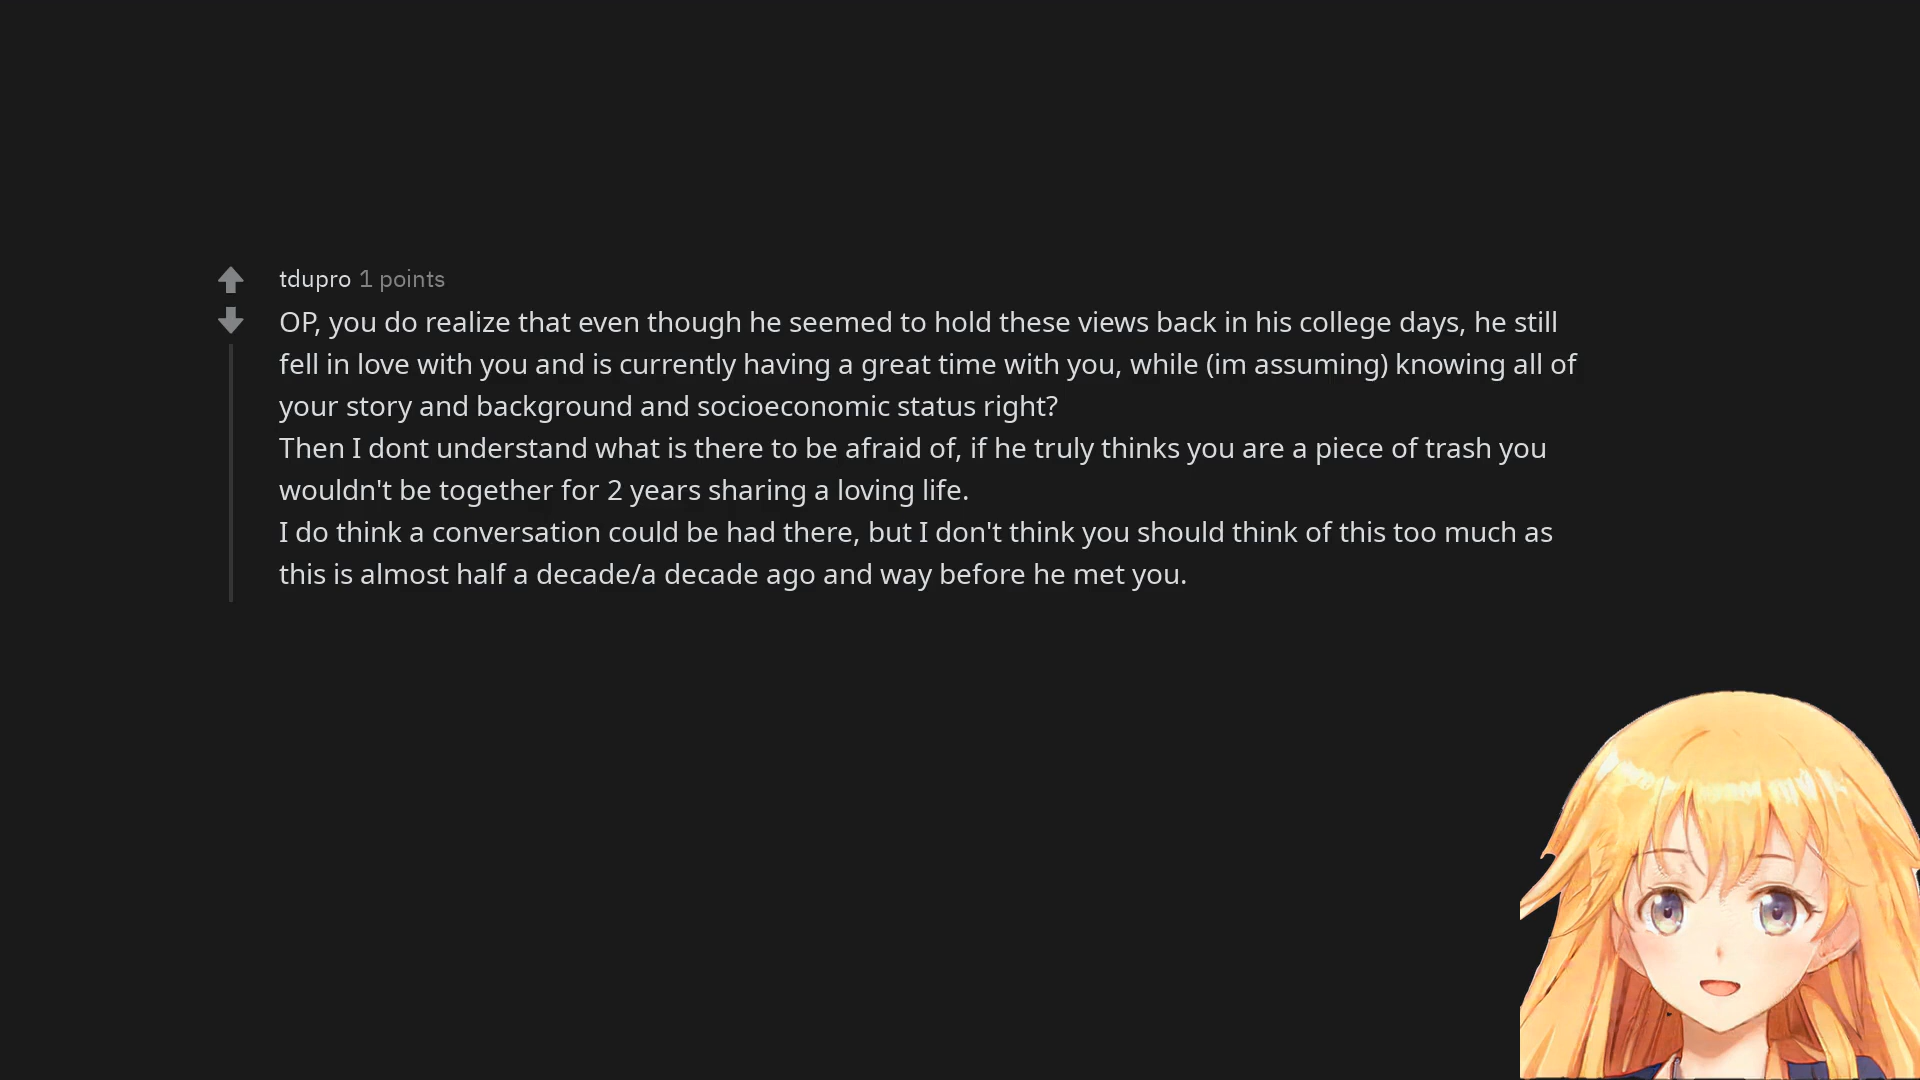 tdupro 1 points
OP, you do realize that even though he seemed to hold these views back in his college days, he still
fell in love with you and is currently having a great time with you, while (im assuming) knowing all of
your story and background and socioeconomic status right?
Then I dont understand what is there to be afraid of, if he truly thinks you are a piece of trash you
wouldn't be together for 2 years sharing a loving life.
I do think a conversation could be had there, but I don't think you should think of this too much as
this is almost half a decade/a decade ago and way before he met you.